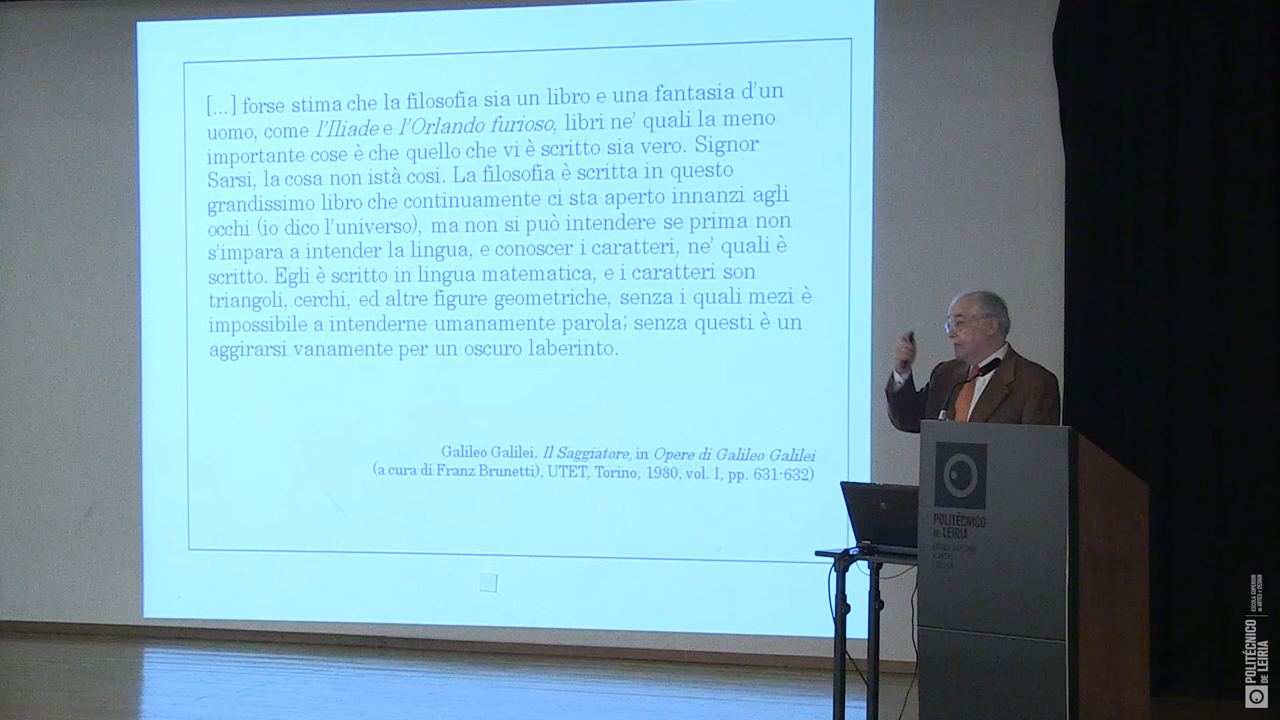 [...] forse stima che la filosofia sia un libro e una fantasia d'un
uomo, come l'Iliade e l'Orlando furioso, libri ne' quali la meno
importante cose è che quello che vi è scritto sia vero. Signor
Sarsi, la cosa non istà cosi. La filosofia è scritta in questo
grandissimo libro che continuamente ci sta aperto innanzi agli
occhi (io dico l'universo), ma non si può intendere se prima non
s'impara a intender la lingua, e conoscer i caratteri, ne' quali è
scritto. Egli è scritto in lingua matematica, e i caratteri son
triangoli, cerchi, ed altre figure geometriche, senza i quali mezi è
impossibile a intenderne umanamente parola; senza questi è un
aggirarsi vanamente per un oscuro laberinto.
Galileo Galilei, Il Saggiatore, in Opere di Galileo Galilei
(a cura di Franz Brunetti), UTET, Torino, 1980, vol. I, pp. 631-632)
POLITÉCNICO
DE LEIRIA
POLITÉCNICO
DE LEIRIA
ESCOLA SUPERIOR
DE ARTES E DESIGN